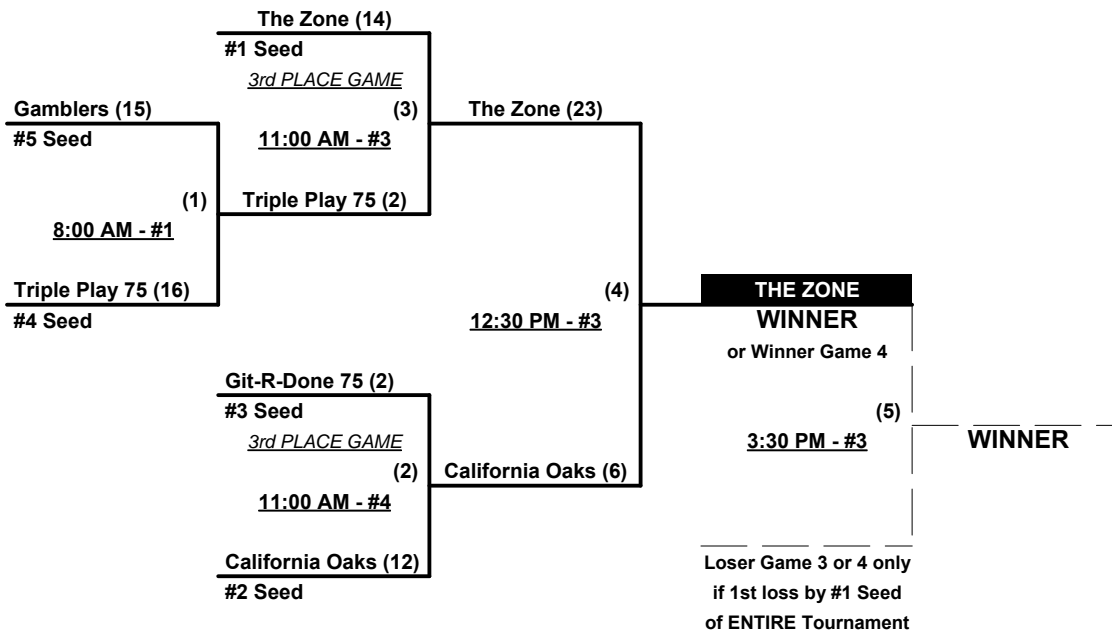 The Zone (14)
#1 Seed
3rd PLACE GAME
(3)
11:00 AM - #3
Gamblers (15)
#5 Seed
The Zone (23)
(1)
8:00 AM - #1
Triple Play 75 (2)
Triple Play 75 (16)
#4 Seed
(4)
12:30 PM - #3
THE ZONE
WINNER
or Winner Game 4
Git-R-Done 75 (2)
#3 Seed
3rd PLACE GAME
(2)
11:00 AM - #4
California Oaks (6)
(5)
3:30 PM - #3
WINNER
California Oaks (12)
#2 Seed
Loser Game 3 or 4 only
if 1st loss by #1 Seed
of ENTIRE Tournament